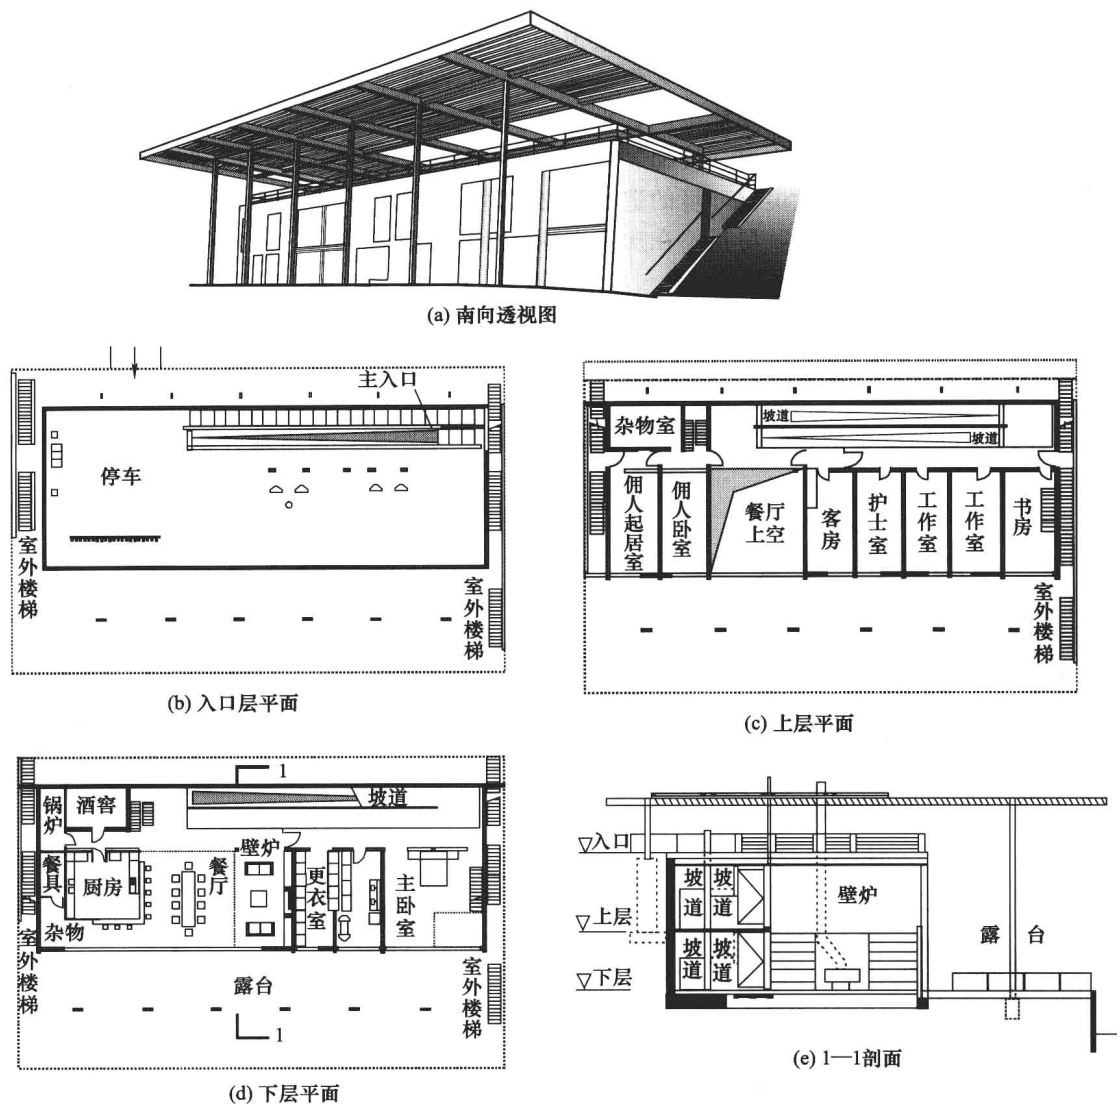 (a) 南向透视图
主入口
停车
室外楼梯
室外楼梯
(b) 入口层平面
杂物室
坡道
坡道
佣人起居室
佣人卧室
餐厅上空
客房
护士室
工作室
工作室
书房
室外楼梯
(c) 上层平面
1
锅炉
酒窖
坡道
餐具
厨房
餐厅
壁炉
更衣室
主卧室
杂物
室外楼梯
露台
室外楼梯
1
(d) 下层平面
入口
坡道
坡道
壁炉
上层
露台
坡道
坡道
下层
(e) 1—1剖面